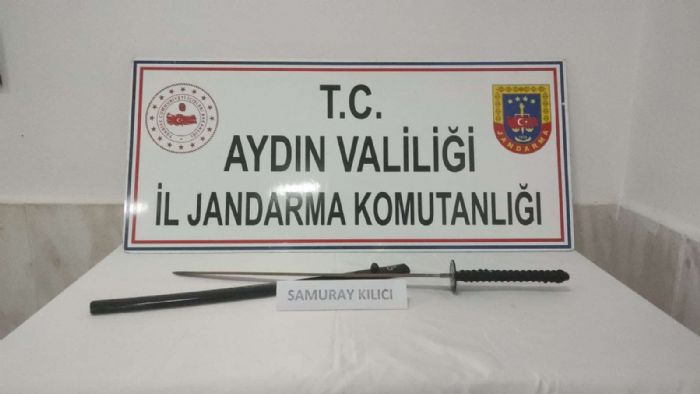 T.C.
AYDIN VALİLİĞİ
İL JANDARMA KOMUTANLIĞI
JANDARMA
SAMURAY KILICI